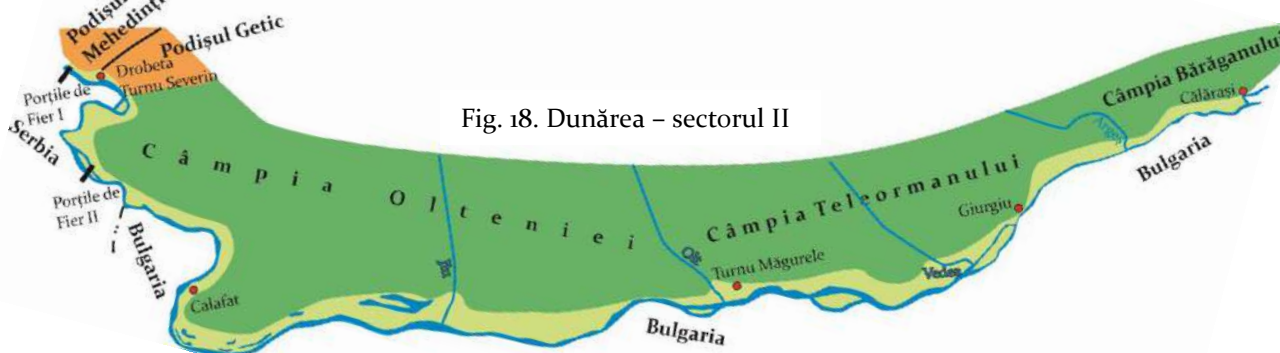 Podișul
Mehedinți
Podișul Getic
Drobeta
Turnu Severin
Porțile de
Fier I
Serbia
Porțile de
Fier II
Bulgaria
Calafat
Fig. 18. Dunărea – sectorul II
Câmpia Olteniei
Jiu
Olt
Câmpia Teleormanului
Turnu Măgurele
Bulgaria
Vedea
Giurgiu
Argeș
Câmpia Bărăganului
Călărași
Bulgaria